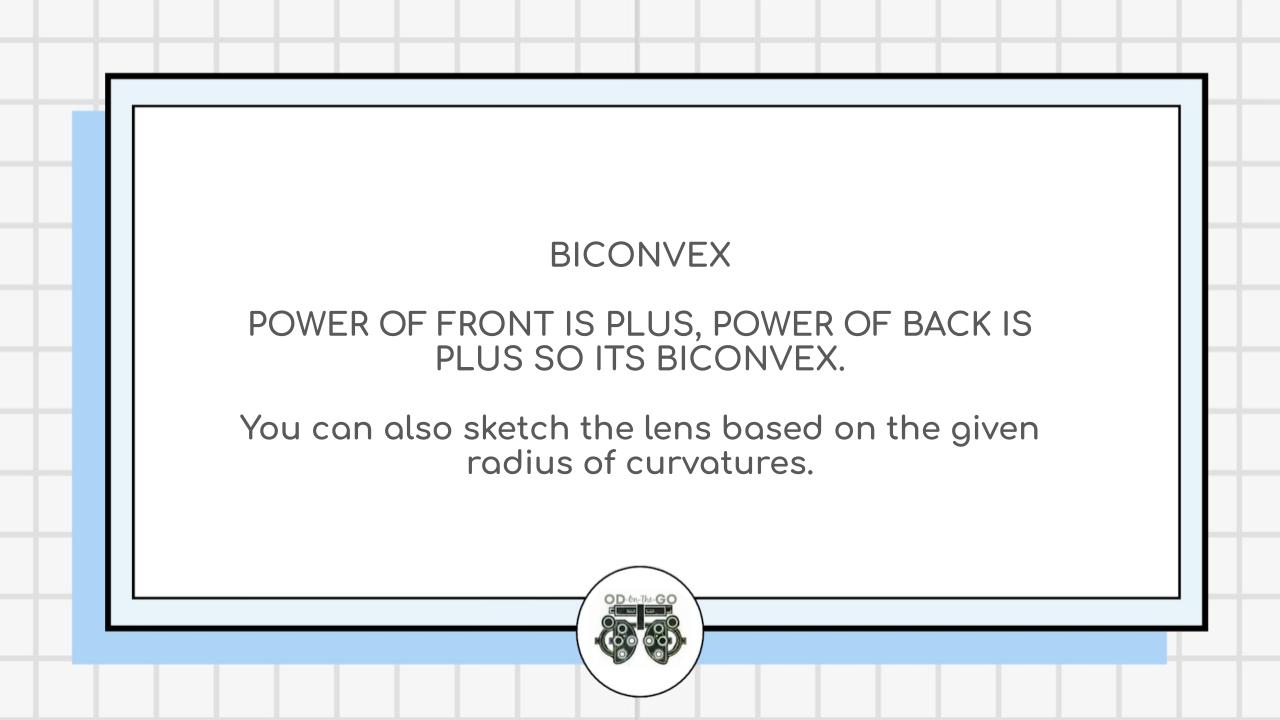 BICONVEX
POWER OF FRONT IS PLUS, POWER OF BACK IS
PLUS SO ITS BICONVEX.
You can also sketch the lens based on the given
radius of curvatures.
OD-On-The-GO